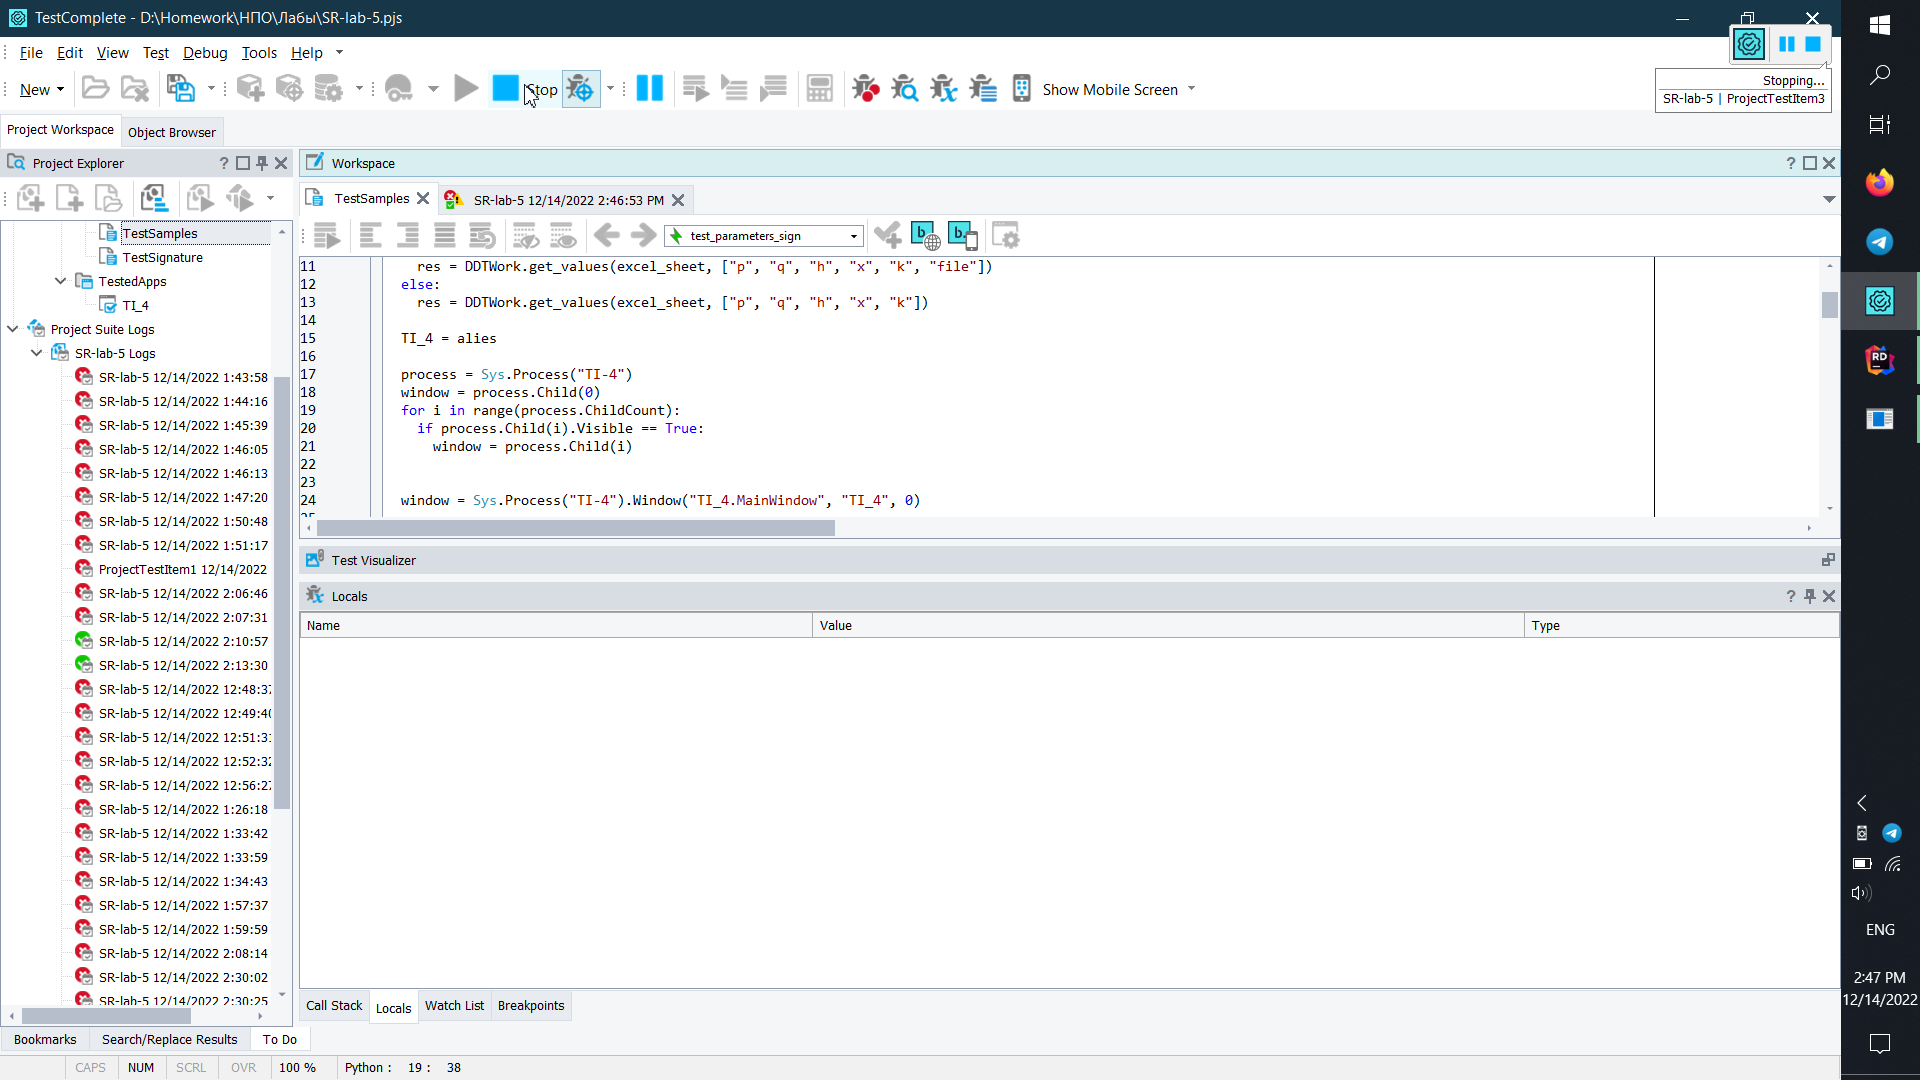 TestComplete - D:\Homework\НПО\Лабы\SR-lab-5.pjs
File Edit View Test Debug Tools Help
New
Stop
Show Mobile Screen
Stopping...
SR-lab-5 | ProjectTestItem3
Project Workspace
Object Browser
Project Explorer
?
TestSamples
TestSignature
TestedApps
TI_4
Project Suite Logs
SR-lab-5 Logs
SR-lab-5 12/14/2022 1:43:58
SR-lab-5 12/14/2022 1:44:16
SR-lab-5 12/14/2022 1:45:39
SR-lab-5 12/14/2022 1:46:05
SR-lab-5 12/14/2022 1:46:13
SR-lab-5 12/14/2022 1:47:20
SR-lab-5 12/14/2022 1:50:48
SR-lab-5 12/14/2022 1:51:17
ProjectTestItem1 12/14/2022
SR-lab-5 12/14/2022 2:06:46
SR-lab-5 12/14/2022 2:07:31
SR-lab-5 12/14/2022 2:10:57
SR-lab-5 12/14/2022 2:13:30
SR-lab-5 12/14/2022 12:48:37
SR-lab-5 12/14/2022 12:49:40
SR-lab-5 12/14/2022 12:51:31
SR-lab-5 12/14/2022 12:52:32
SR-lab-5 12/14/2022 12:56:27
SR-lab-5 12/14/2022 1:26:18
SR-lab-5 12/14/2022 1:33:42
SR-lab-5 12/14/2022 1:33:59
SR-lab-5 12/14/2022 1:34:43
SR-lab-5 12/14/2022 1:57:37
SR-lab-5 12/14/2022 1:59:59
SR-lab-5 12/14/2022 2:08:14
SR-lab-5 12/14/2022 2:30:02
SR-lab-5 12/14/2022 2:30:25
Bookmarks
Search/Replace Results
To Do
Workspace
?
TestSamples
SR-lab-5 12/14/2022 2:46:53 PM
test_parameters_sign
11 res = DDTWork.get_values(excel_sheet, ["p", "q", "h", "x", "k", "file"])
12 else:
13 res = DDTWork.get_values(excel_sheet, ["p", "q", "h", "x", "k"])
14
15 TI_4 = alies
16
17 process = Sys.Process("TI-4")
18 window = process.Child(0)
19 for i in range(process.ChildCount):
20 if process.Child(i).Visible == True:
21 window = process.Child(i)
22
23
24 window = Sys.Process("TI-4").Window("TI_4.MainWindow", "TI_4", 0)
25
Test Visualizer
Locals
?
Name Value Type
Call Stack
Locals
Watch List
Breakpoints
CAPS NUM SCRL OVR 100 % Python : 19 : 38
RD
ENG
2:47 PM
12/14/2022